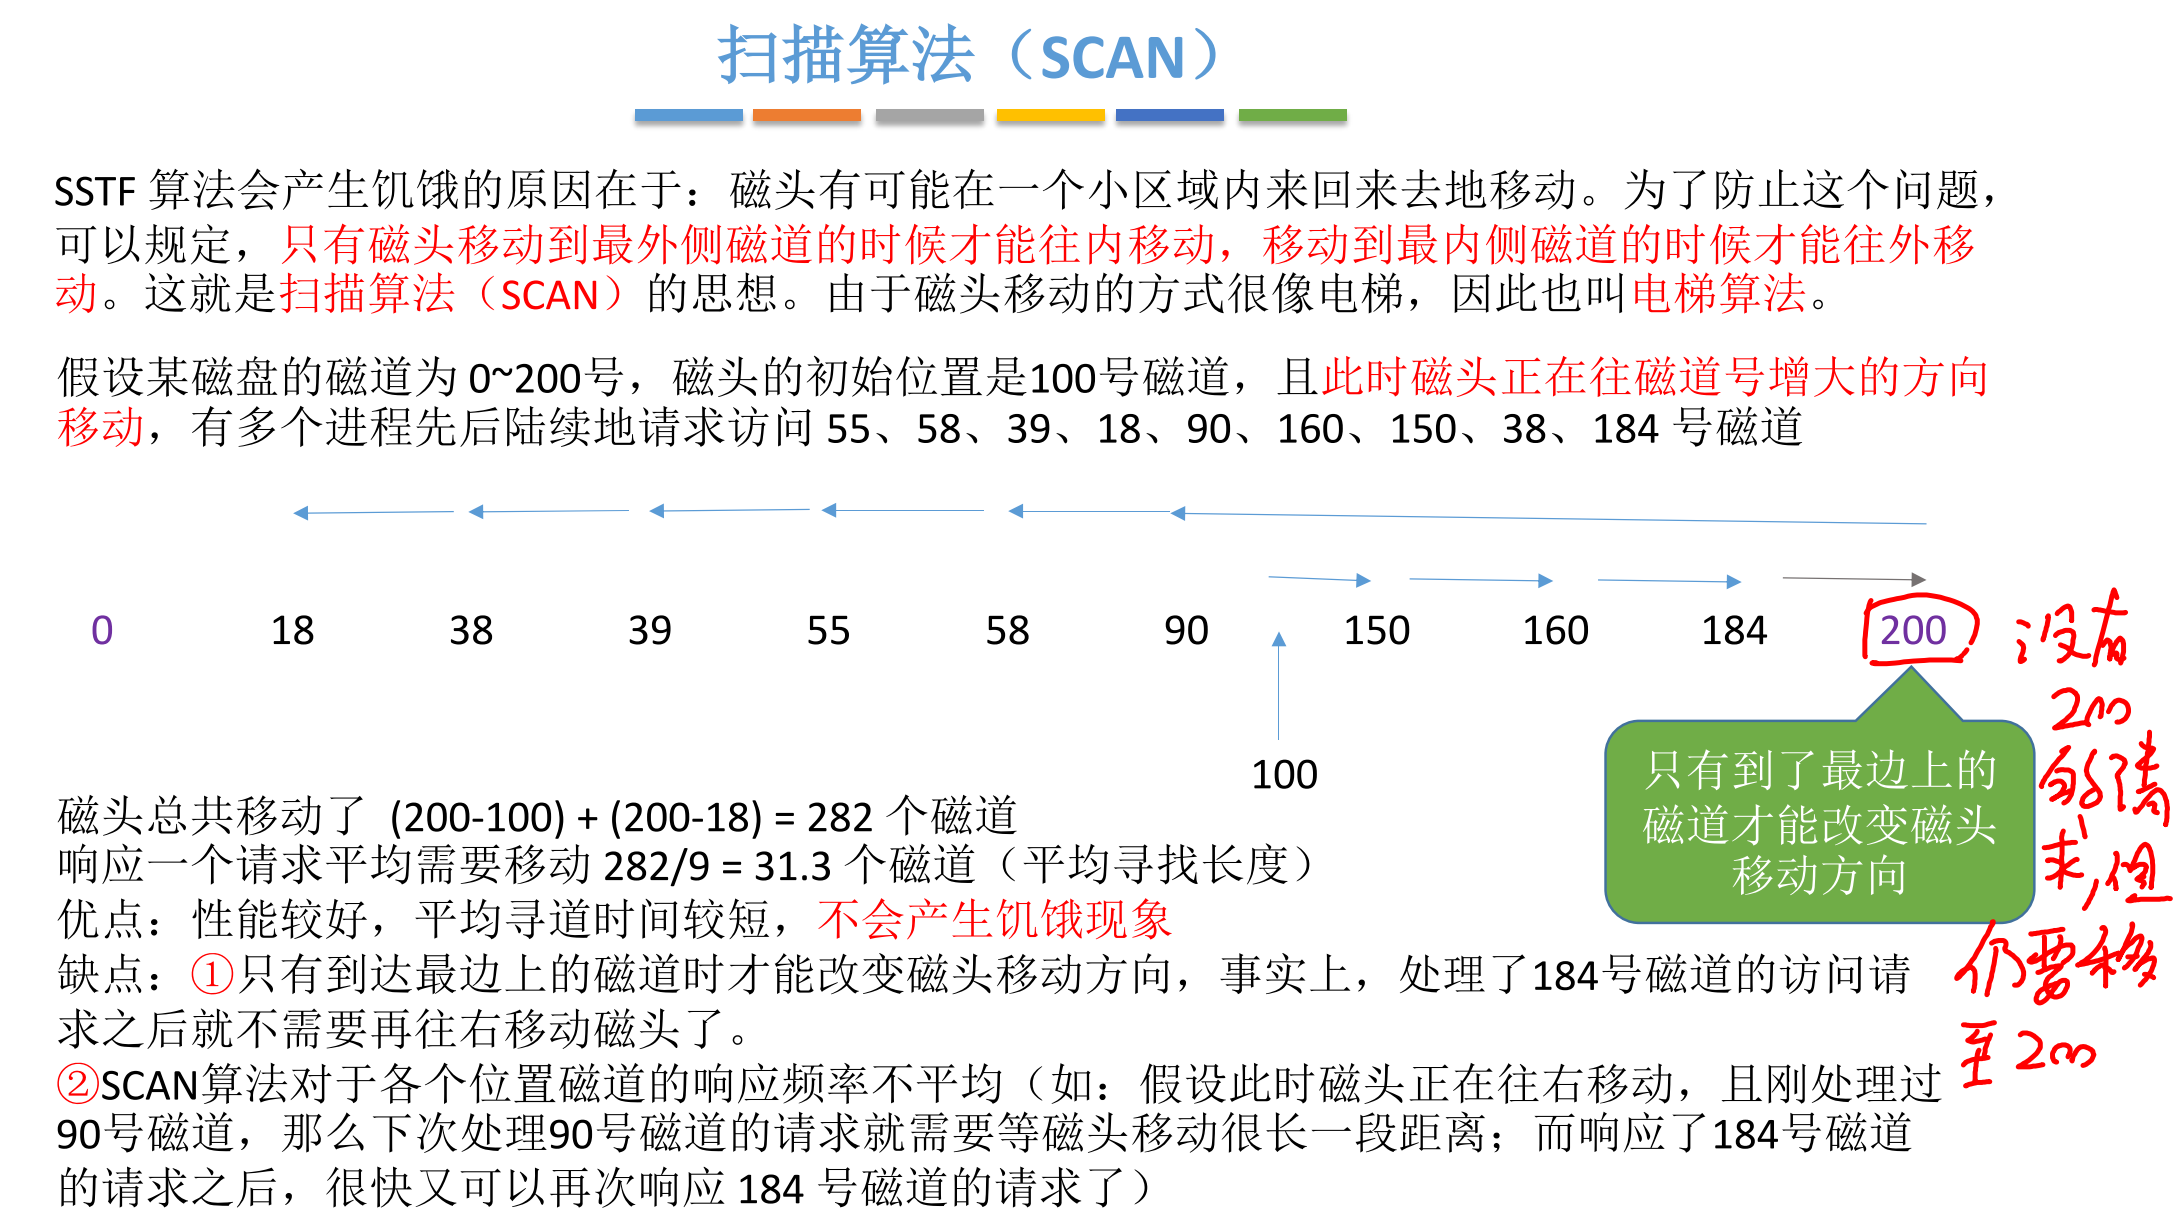 扫描算法（SCAN）
SSTF 算法会产生饥饿的原因在于：磁头有可能在一个小区域内来回来去地移动。为了防止这个问题，
可以规定，只有磁头移动到最外侧磁道的时候才能往内移动，移动到最内侧磁道的时候才能往外移
动。这就是扫描算法（SCAN）的思想。由于磁头移动的方式很像电梯，因此也叫电梯算法。
假设某磁盘的磁道为 0~200号，磁头的初始位置是100号磁道，且此时磁头正在往磁道号增大的方向
移动，有多个进程先后陆续地请求访问 55、58、39、18、90、160、150、38、184 号磁道
0 18 38 39 55 58 90 150 160 184 200
100
只有到了最边上的
磁道才能改变磁头
移动方向
没有
200
的请
求，但
仍要移
至200
磁头总共移动了 (200-100) + (200-18) = 282 个磁道
响应一个请求平均需要移动 282/9 = 31.3 个磁道（平均寻找长度）
优点：性能较好，平均寻道时间较短，不会产生饥饿现象
缺点：①只有到达最边上的磁道时才能改变磁头移动方向，事实上，处理了184号磁道的访问请
求之后就不需要再往右移动磁头了。
②SCAN算法对于各个位置磁道的响应频率不平均（如：假设此时磁头正在往右移动，且刚处理过
90号磁道，那么下次处理90号磁道的请求就需要等磁头移动很长一段距离；而响应了184号磁道
的请求之后，很快又可以再次响应 184 号磁道的请求了）